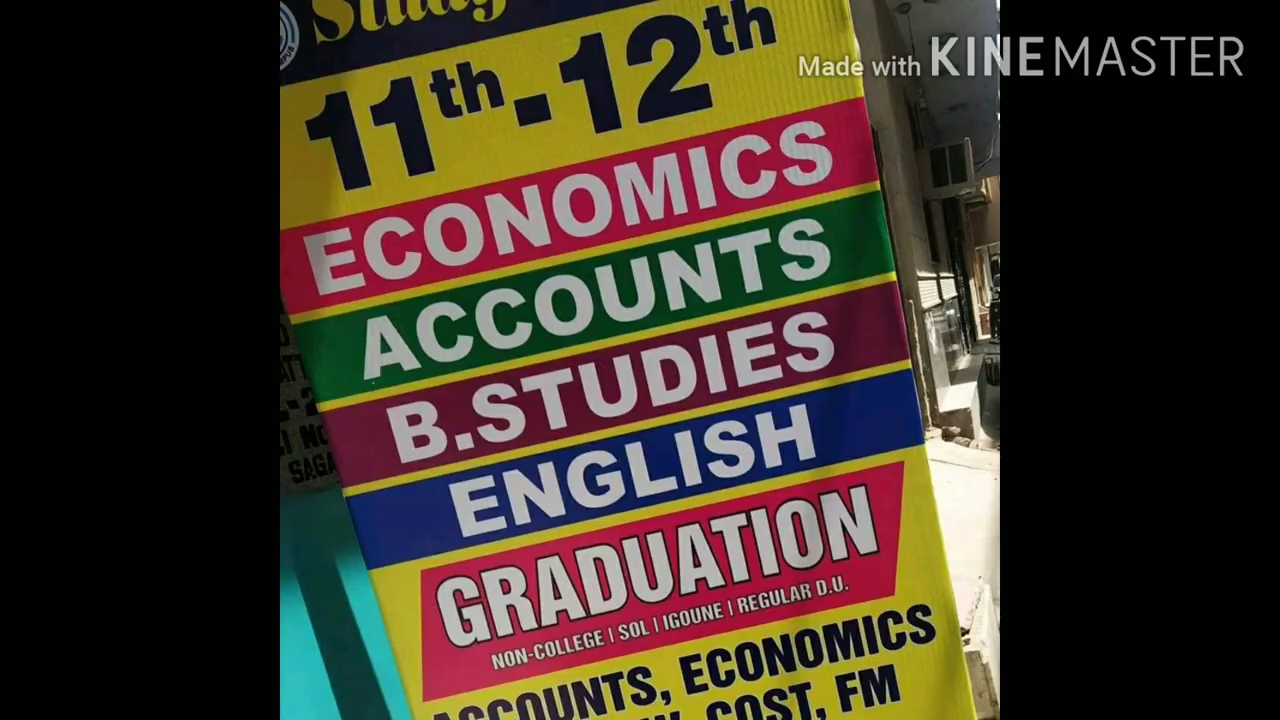 Study
Made with KINEMASTER
11th-12th
ECONOMICS
ACCOUNTS
B.STUDIES
ENGLISH
GRADUATION
NON-COLLEGE | SOL | IGOUNE | REGULAR D.U.
ACCOUNTS, ECONOMICS
COST, FM